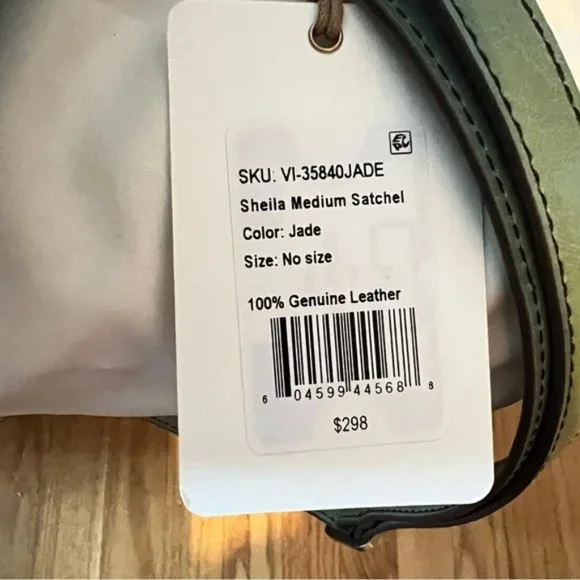 SKU: VI-35840JADE
Sheila Medium Satchel
Color: Jade
Size: No size
100% Genuine Leather
6 04599 44568 8
$298